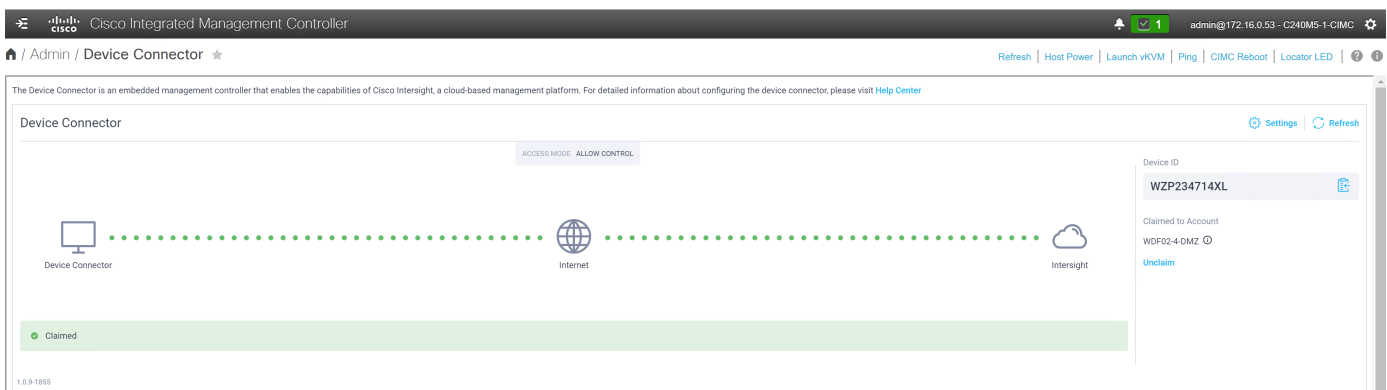 CISCO Cisco Integrated Management Controller 1 admin@172.16.0.53 - C240M5-1-CIMC
/ Admin / Device Connector Refresh | Host Power | Launch vKVM | Ping | CIMC Reboot | Locator LED | ? i
The Device Connector is an embedded management controller that enables the capabilities of Cisco Intersight, a cloud-based management platform. For detailed information about configuring the device connector, please visit Help Center
Device Connector Settings | Refresh
ACCESS MODE ALLOW CONTROL
Device ID
WZP234714XL
Claimed to Account
WDF02-4-DMZ
Unclaim
Device Connector Internet Intersight
Claimed
1.0.9-1855